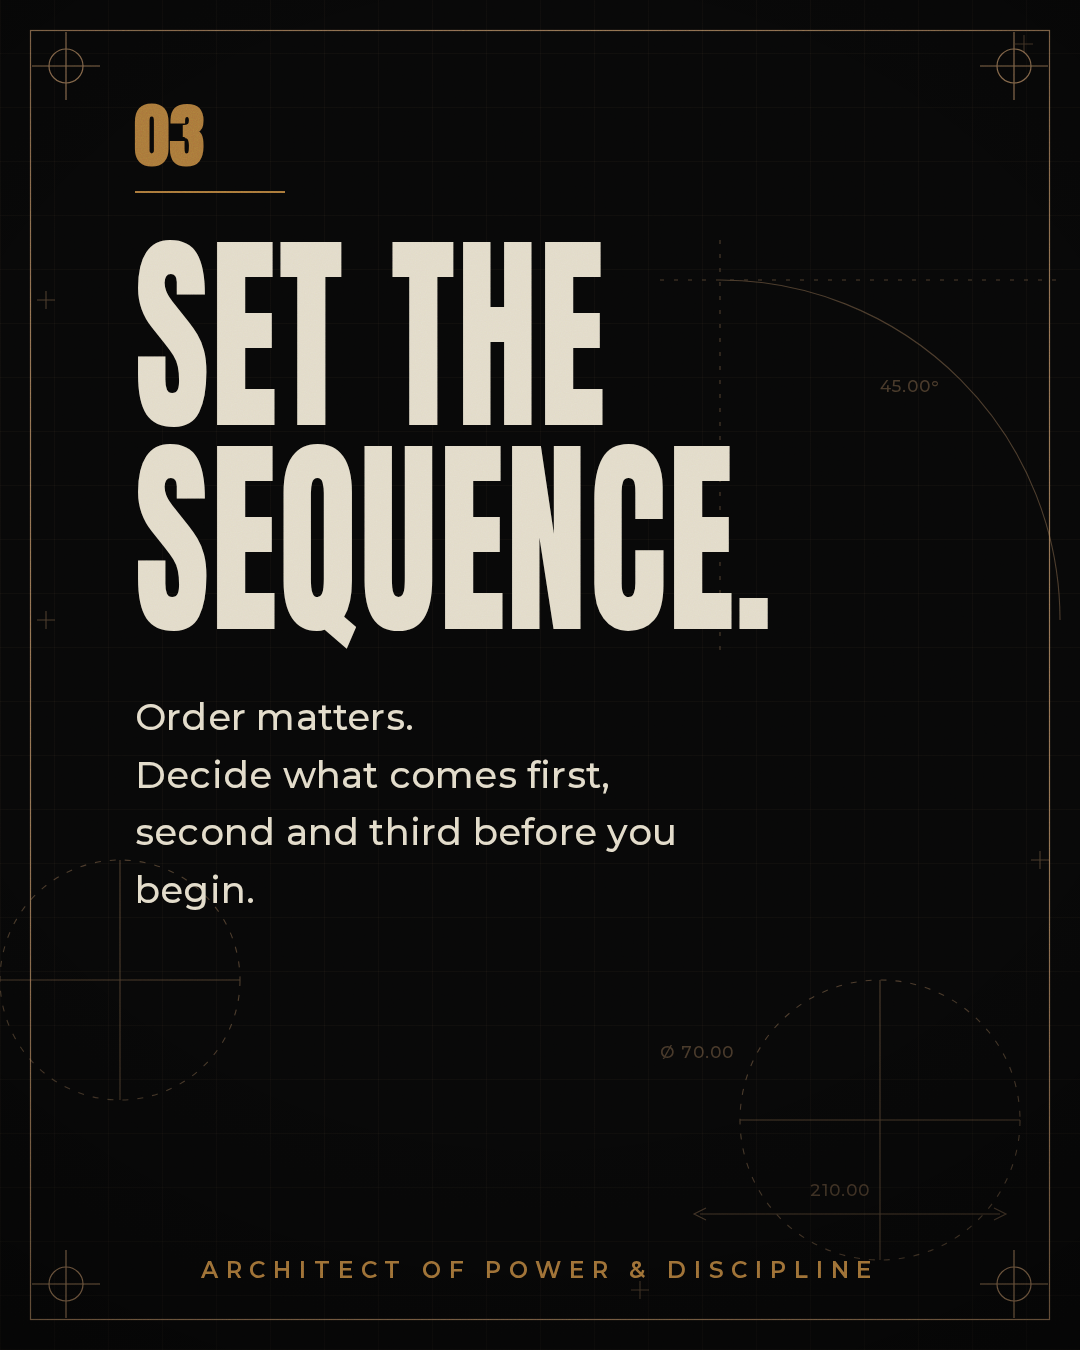 03
SET THE
SEQUENCE.
45.00°
Order matters.
Decide what comes first,
second and third before you
begin.
Ø 70.00
210.00
ARCHITECT OF POWER & DISCIPLINE